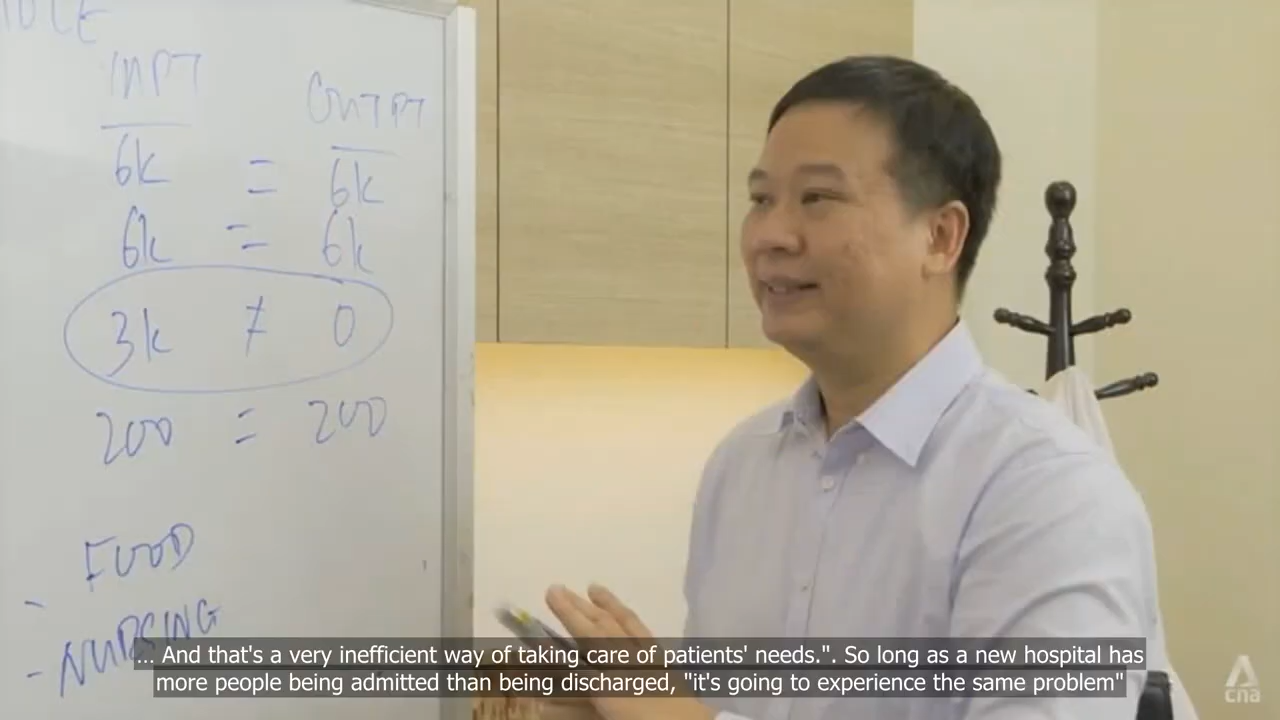 INPT OUTPT
6k = 6k
6k = 6k
3k ≠ 0
200 = 200
FOOD
- NURSING
... And that's a very inefficient way of taking care of patients' needs.". So long as a new hospital has
more people being admitted than being discharged, "it's going to experience the same problem"
cna